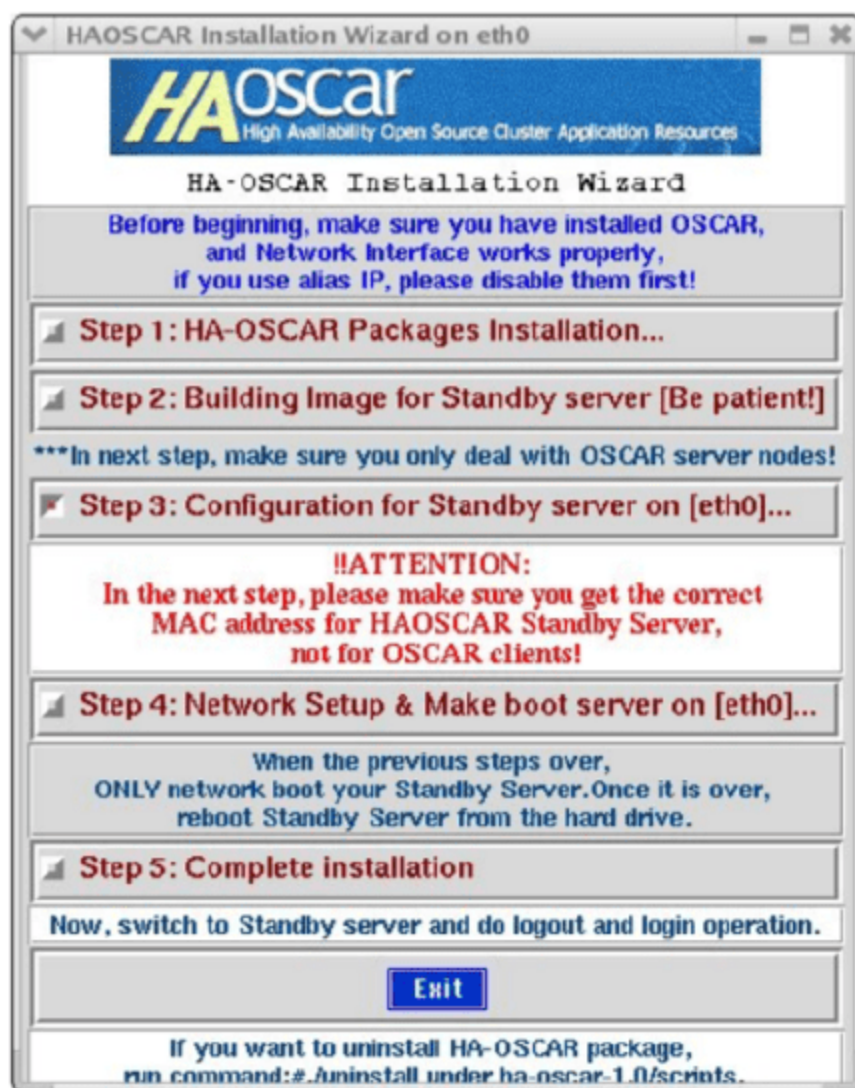 HAOSCAR Installation Wizard on eth0
HAOSCAR
High Availability Open Source Cluster Application Resources
HA-OSCAR Installation Wizard
Before beginning, make sure you have installed OSCAR,
and Network Interface works properly,
if you use alias IP, please disable them first!
Step 1: HA-OSCAR Packages Installation...
Step 2: Building Image for Standby server [Be patient!]
***In next step, make sure you only deal with OSCAR server nodes!
Step 3: Configuration for Standby server on [eth0]...
!!ATTENTION:
In the next step, please make sure you get the correct
MAC address for HAOSCAR Standby Server,
not for OSCAR clients!
Step 4: Network Setup & Make boot server on [eth0]...
When the previous steps over,
ONLY network boot your Standby Server.Once it is over,
reboot Standby Server from the hard drive.
Step 5: Complete installation
Now, switch to Standby server and do logout and login operation.
Exit
If you want to uninstall HA-OSCAR package,
run command:#./uninstall under ha-oscar-1.0/scripts.